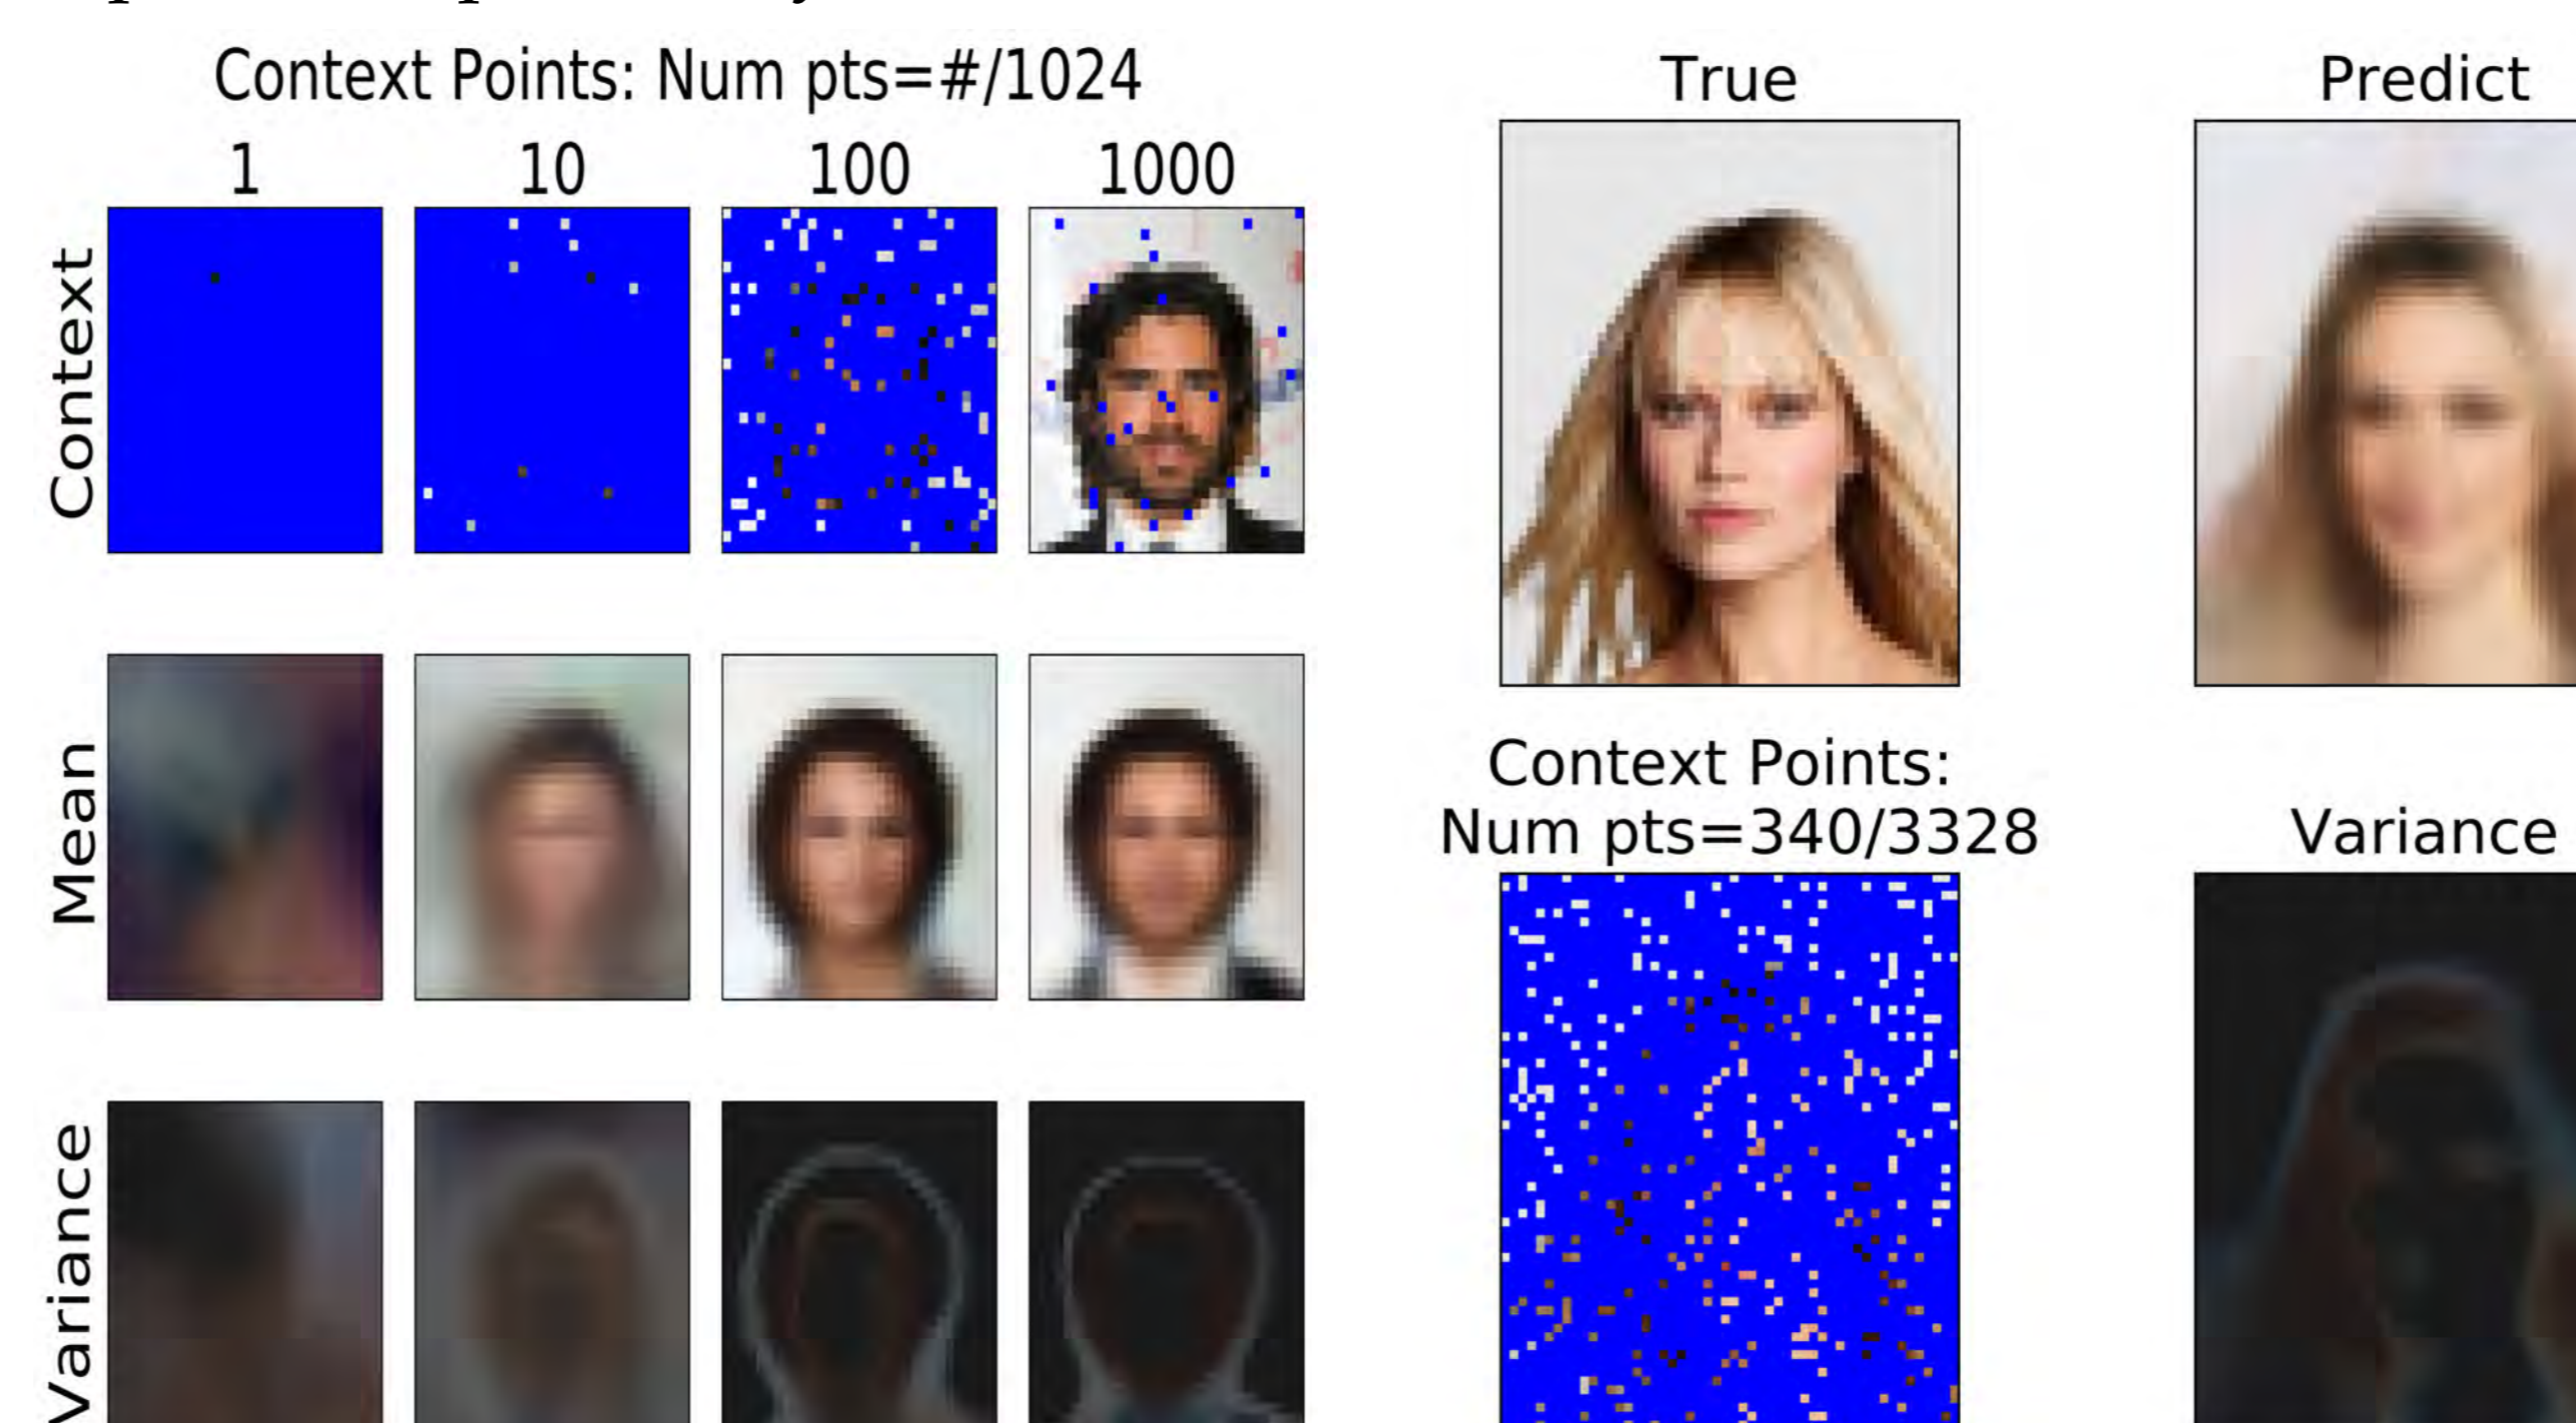 Context Points: Num pts=#/1024
1 10 100 1000
Context
Mean
Variance
True
Predict
Context Points:
Num pts=340/3328
Variance